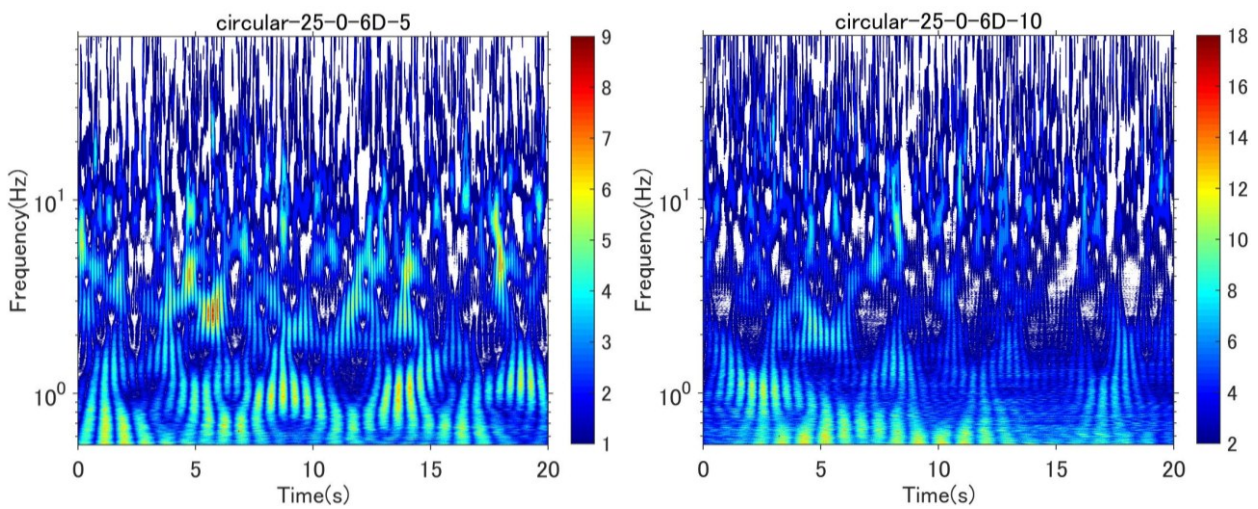 circular-25-0-6D-5
9
8
7
6
5
4
3
2
1
10¹
10⁰
Frequency(Hz)
0 5 10 15 20
Time(s)
circular-25-0-6D-10
18
16
14
12
10
8
6
4
2
10¹
10⁰
Frequency(Hz)
0 5 10 15 20
Time(s)